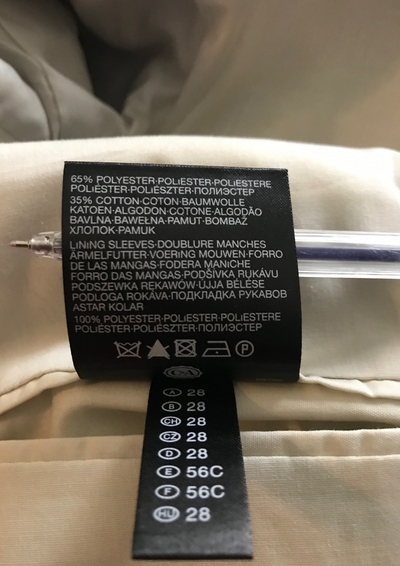 65% POLYESTER·POLiESTER·POLiESTERE
POLiÉSTER·POLiÉSZTER·ПОЛИЭСТЕР
35% COTTON·COTON·BAUMWOLLE
KATOEN·ALGODON·COTONE·ALGODÃO
BAVLNA·BAWEŁNA·PAMUT·BOMBAŽ
ХЛОПОК·PAMUK
LiNiNG SLEEVES·DOUBLURE MANCHES
ÄRMELFUTTER·VOERiNG MOUWEN·FORRO
DE LAS MANGAS·FODERA MANiCHE
FORRO DAS MANGAS·PODŠÍVKA RUKÁVU
PODSZEWKA RĘKAWÓW·UJJA BÉLÉSE
PODLOGA ROKÁVA·ПОДКЛАДКА РУКАВОВ
ASTAR KOLAR
100% POLYESTER·POLiESTER·POLiESTERE
POLiÉSTER·POLiÉSZTER·ПОЛИЭСТЕР
P
A 28
B 28
CH 28
CZ 28
D 28
E 56C
F 56C
HU 28